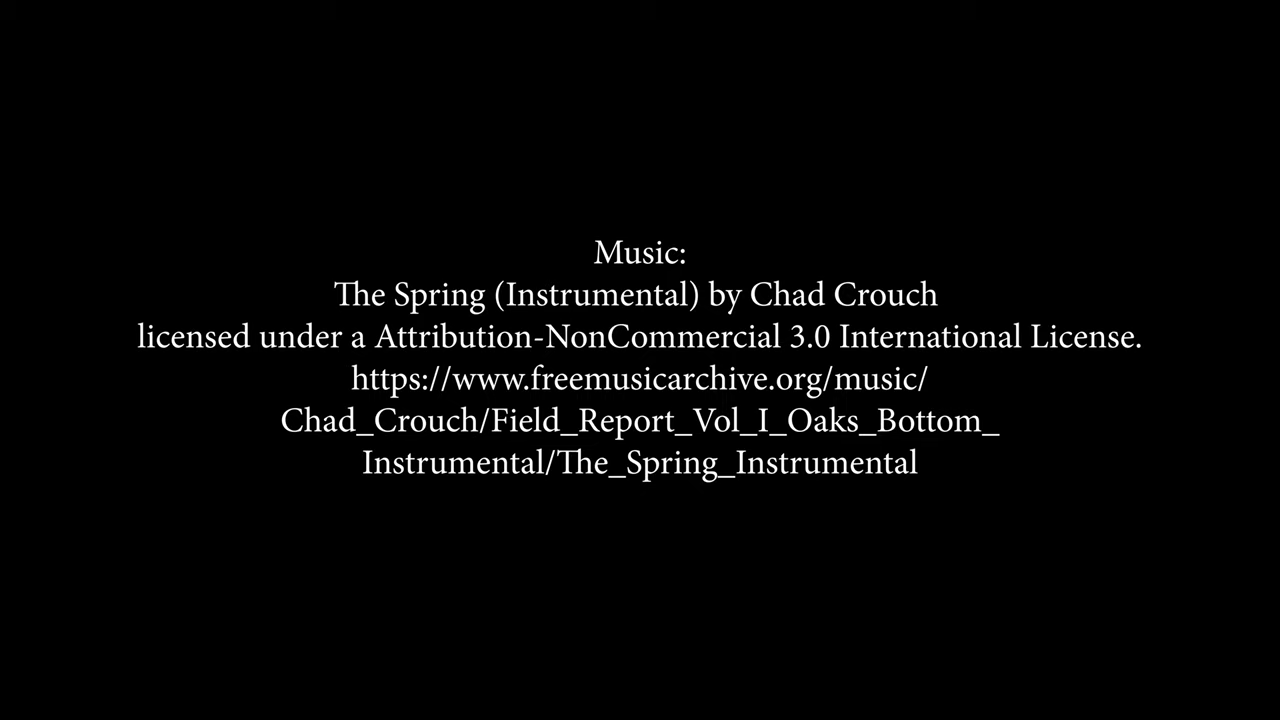 Music:
The Spring (Instrumental) by Chad Crouch
licensed under a Attribution-NonCommercial 3.0 International License.
https://www.freemusicarchive.org/music/
Chad_Crouch/Field_Report_Vol_I_Oaks_Bottom_
Instrumental/The_Spring_Instrumental